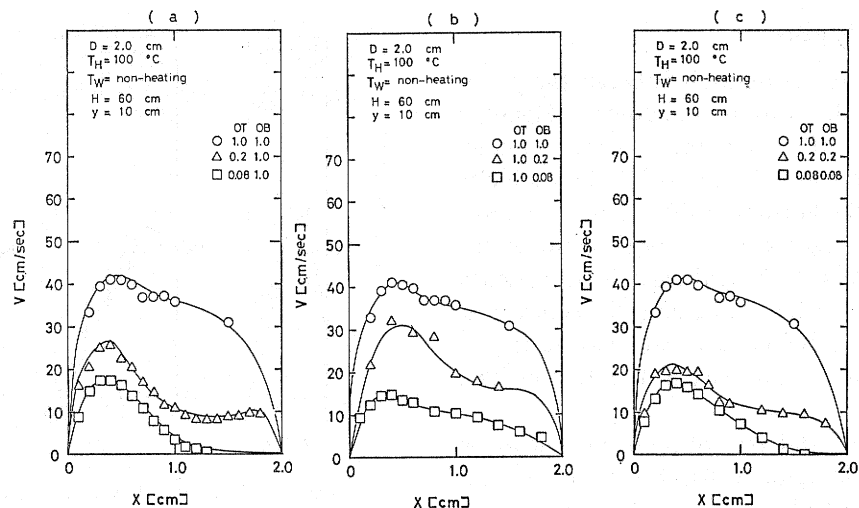 ( a )
D = 2.0 cm
TH = 100 °C
TW = non-heating
H = 60 cm
y = 10 cm
OT OB
1.0 1.0
0.2 1.0
0.08 1.0
70
60
50
40
30
20
10
0
V [cm/sec]
0 1.0 2.0
X [cm]
( b )
D = 2.0 cm
TH = 100 °C
TW = non-heating
H = 60 cm
y = 10 cm
OT OB
1.0 1.0
1.0 0.2
1.0 0.08
70
60
50
40
30
20
10
0
V [cm/sec]
0 1.0 2.0
X [cm]
( c )
D = 2.0 cm
TH = 100 °C
TW = non-heating
H = 60 cm
y = 10 cm
OT OB
1.0 1.0
0.2 0.2
0.08 0.08
70
60
50
40
30
20
10
0
V [cm/sec]
0 1.0 2.0
X [cm]